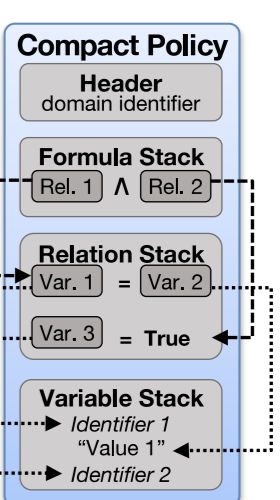 Compact Policy
Header
domain identifier
Formula Stack
Rel. 1 ∧ Rel. 2
Relation Stack
Var. 1 = Var. 2
Var. 3 = True
Variable Stack
Identifier 1
“Value 1”
Identifier 2